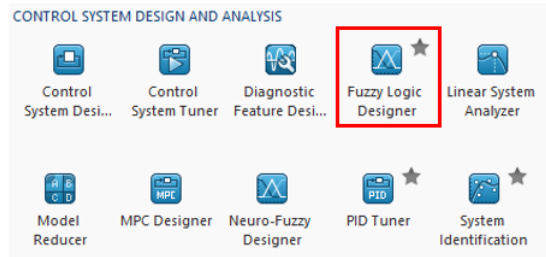 CONTROL SYSTEM DESIGN AND ANALYSIS
Control System Desi...
Control System Tuner
Diagnostic Feature Desi...
Fuzzy Logic Designer
Linear System Analyzer
A B
C D
MPC
PID
Model Reducer
MPC Designer
Neuro-Fuzzy Designer
PID Tuner
System Identification